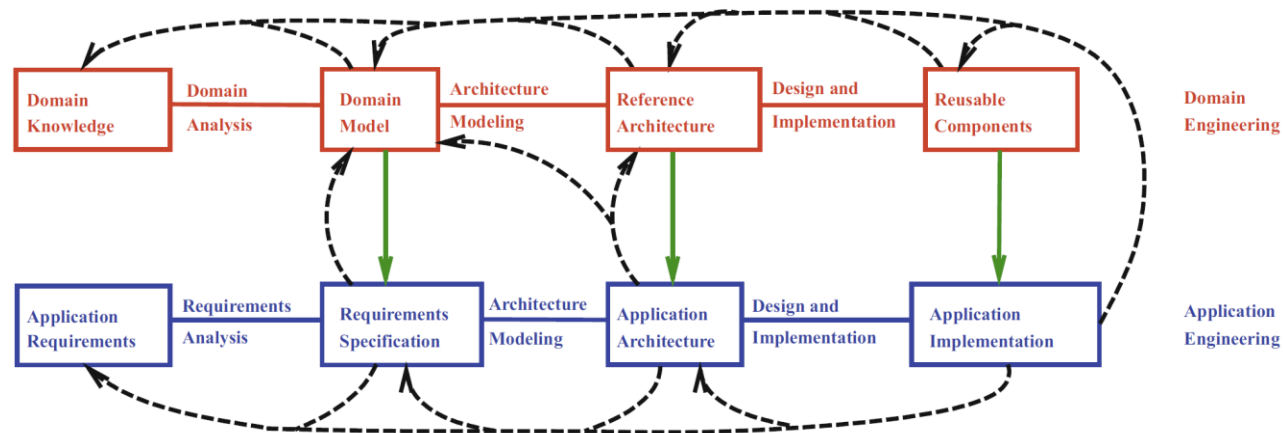 Domain
Knowledge
Domain
Analysis
Domain
Model
Architecture
Modeling
Reference
Architecture
Design and
Implementation
Reusable
Components
Domain
Engineering
Application
Requirements
Requirements
Analysis
Requirements
Specification
Architecture
Modeling
Application
Architecture
Design and
Implementation
Application
Implementation
Application
Engineering